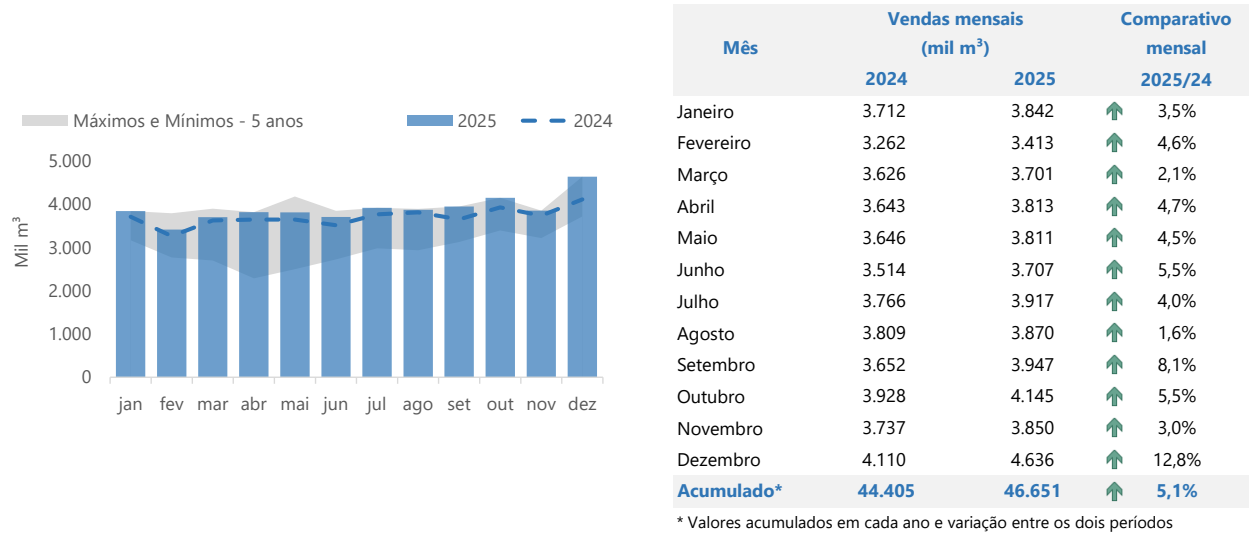 Máximos e Mínimos - 5 anos 2025 2024
Mil m³
5.000
4.000
3.000
2.000
1.000
0
jan fev mar abr mai jun jul ago set out nov dez
Vendas mensais Comparativo
Mês (mil m³) mensal
2024 2025 2025/24
Janeiro 3.712 3.842 3,5%
Fevereiro 3.262 3.413 4,6%
Março 3.626 3.701 2,1%
Abril 3.643 3.813 4,7%
Maio 3.646 3.811 4,5%
Junho 3.514 3.707 5,5%
Julho 3.766 3.917 4,0%
Agosto 3.809 3.870 1,6%
Setembro 3.652 3.947 8,1%
Outubro 3.928 4.145 5,5%
Novembro 3.737 3.850 3,0%
Dezembro 4.110 4.636 12,8%
Acumulado* 44.405 46.651 5,1%
* Valores acumulados em cada ano e variação entre os dois períodos